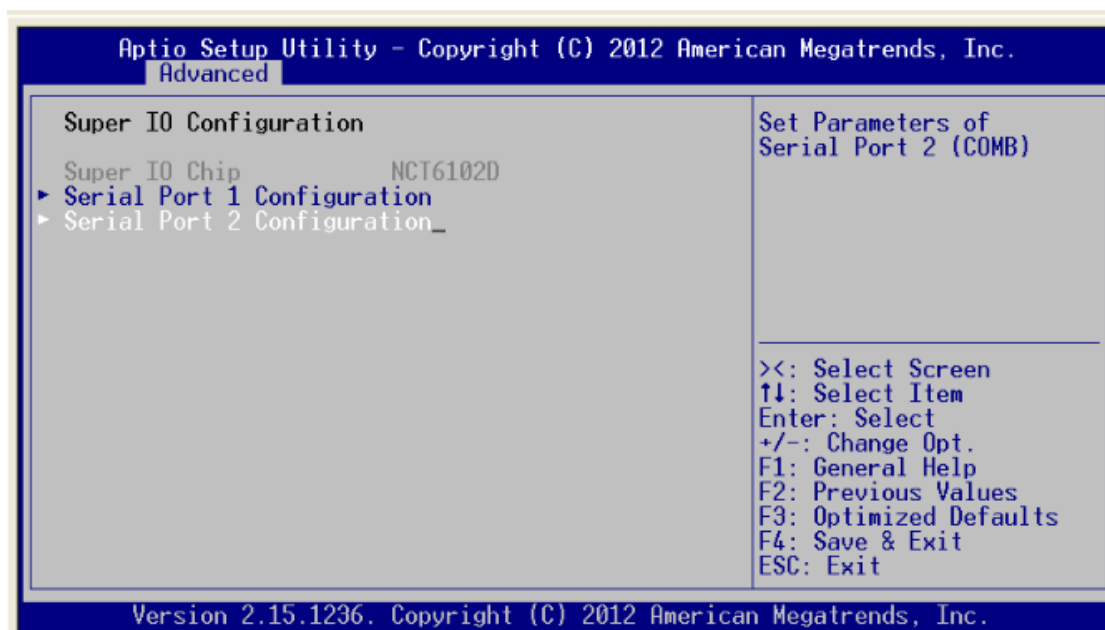 Aptio Setup Utility - Copyright (C) 2012 American Megatrends, Inc.
Advanced
Super IO Configuration
Super IO Chip NCT6102D
► Serial Port 1 Configuration
► Serial Port 2 Configuration_
Set Parameters of
Serial Port 2 (COMB)
><: Select Screen
↑↓: Select Item
Enter: Select
+/-: Change Opt.
F1: General Help
F2: Previous Values
F3: Optimized Defaults
F4: Save & Exit
ESC: Exit
Version 2.15.1236. Copyright (C) 2012 American Megatrends, Inc.